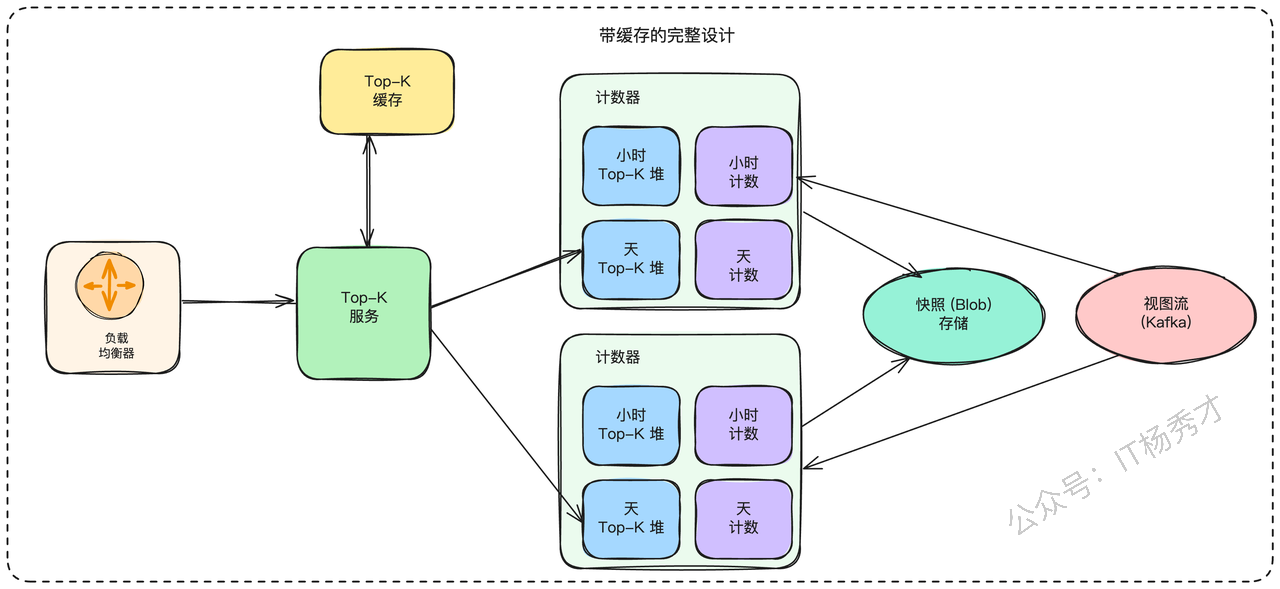 带缓存的完整设计
Top-K
缓存
负载
均衡器
Top-K
服务
计数器
小时
Top-K 堆
小时
计数
天
Top-K 堆
天
计数
计数器
小时
Top-K 堆
小时
计数
天
Top-K 堆
天
计数
快照 (Blob)
存储
视图流
(Kafka)
公众号：IT杨秀才